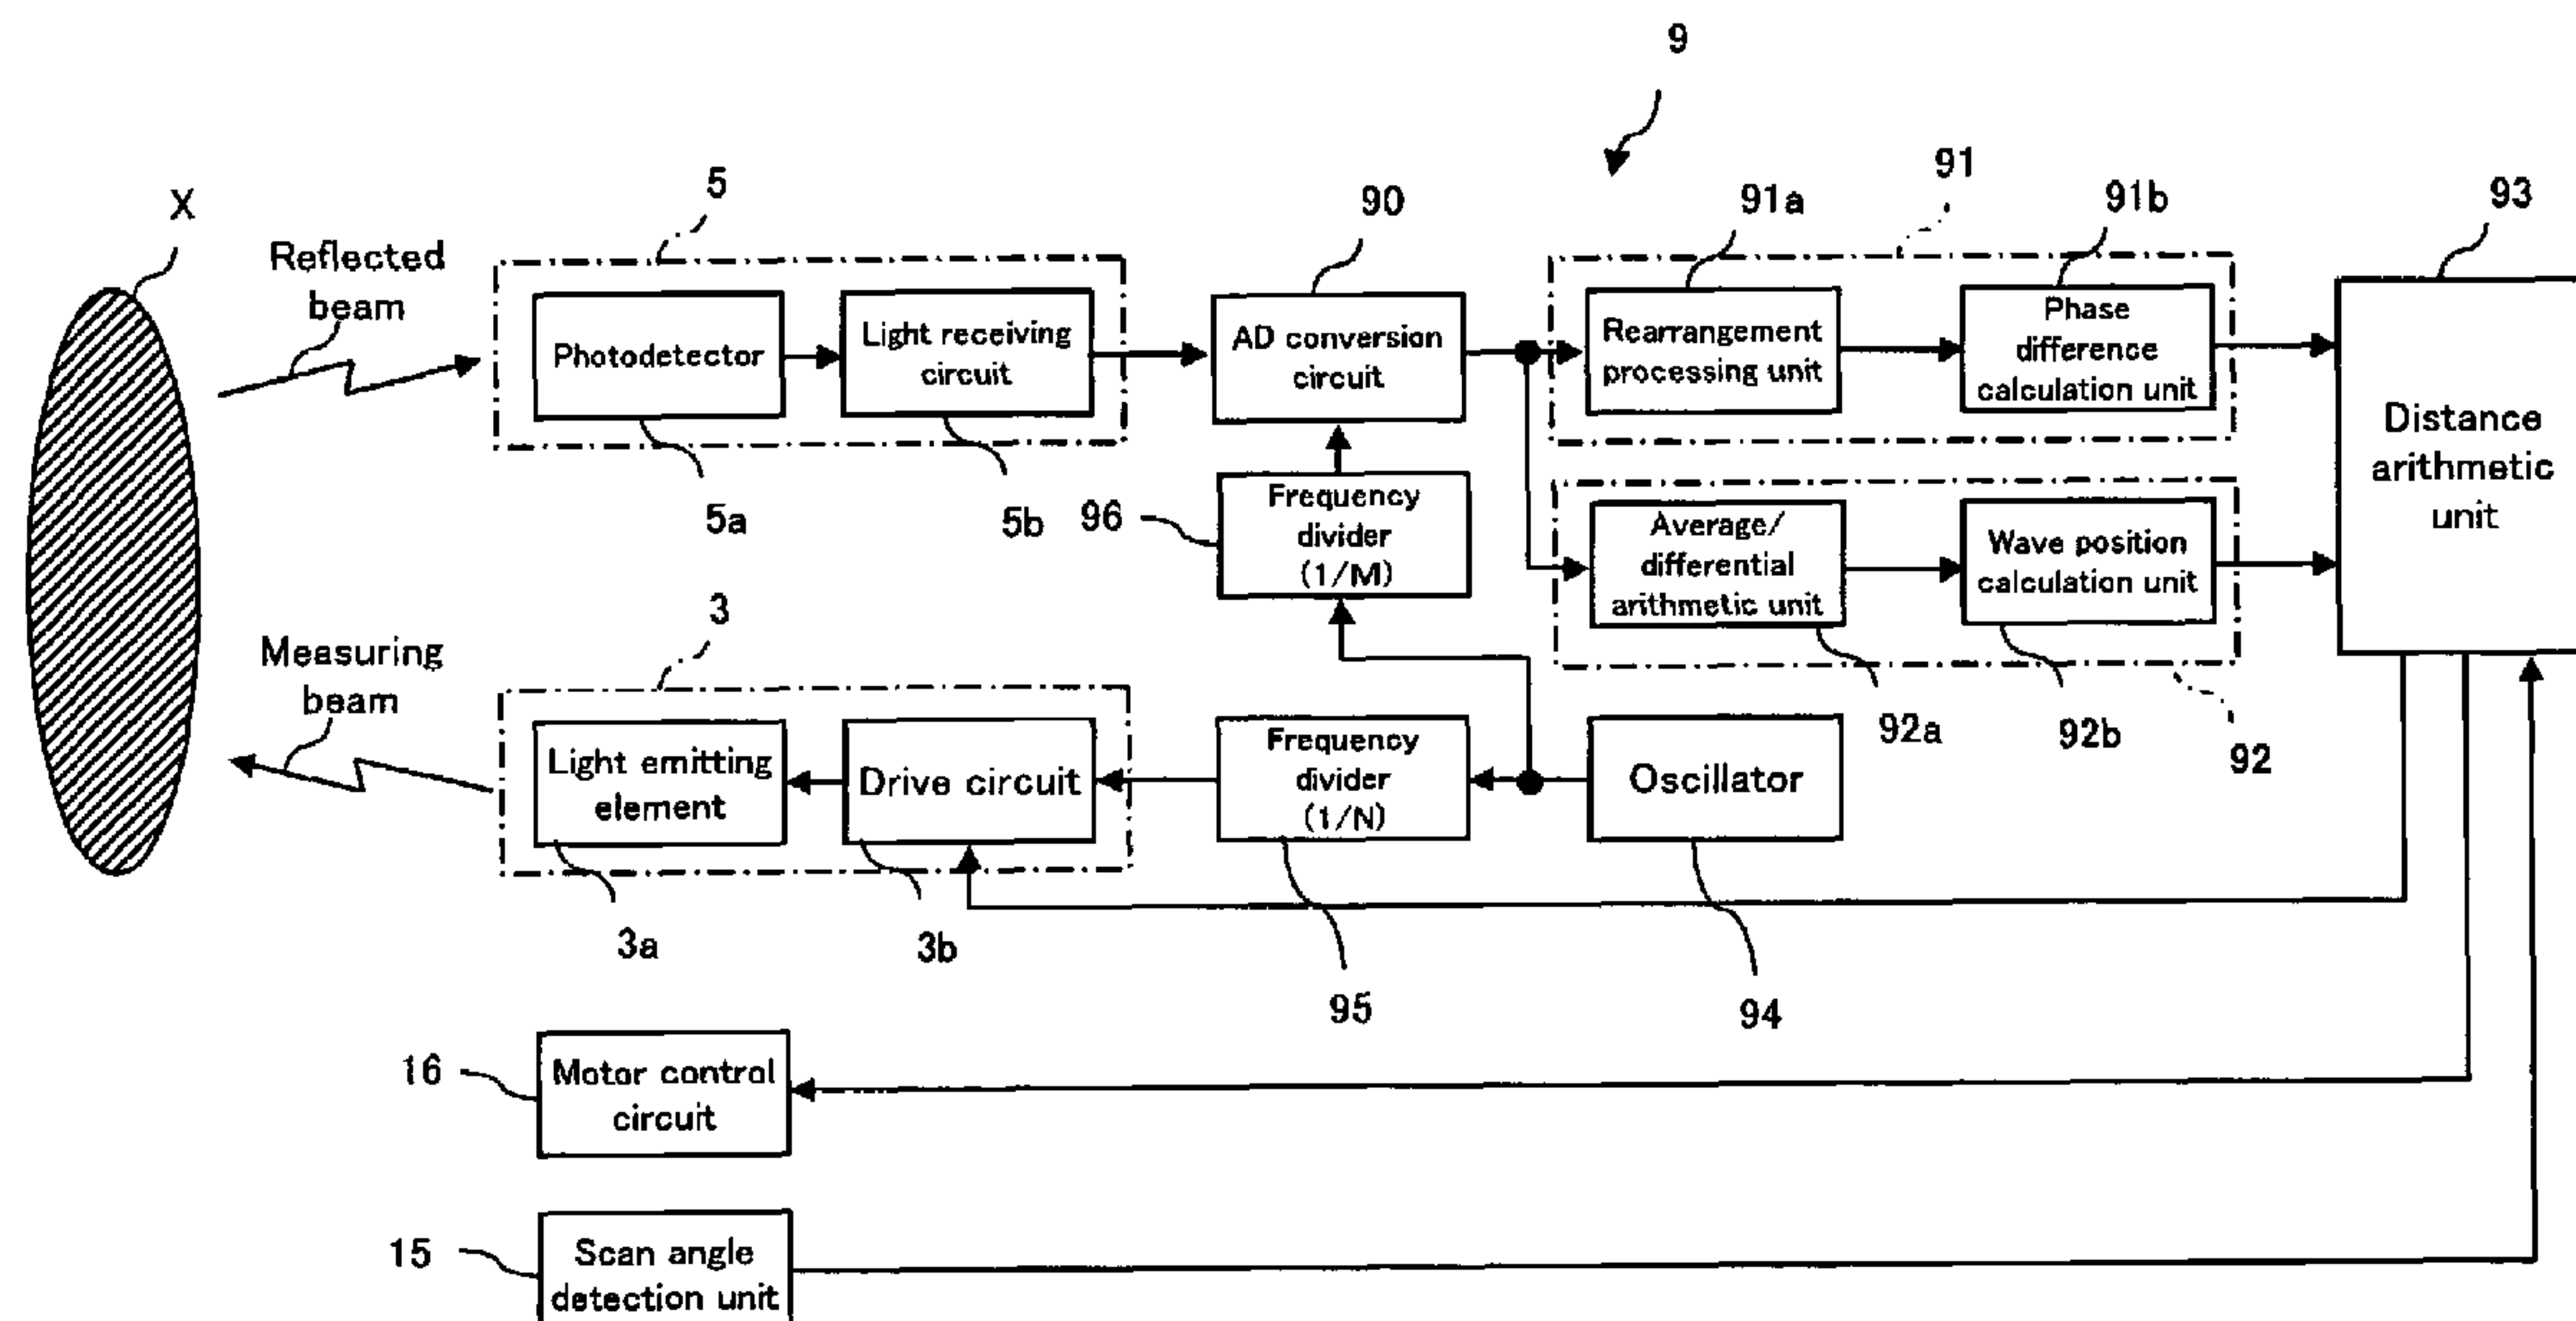 9
X
Reflected
beam
5
90
91a
91
91b
93
Photodetector
Light receiving
circuit
AD conversion
circuit
Rearrangement
processing unit
Phase
difference
calculation unit
Distance
arithmetic
unit
5a
5b
96
Frequency
divider
(1/M)
Average/
differential
arithmetic unit
Wave position
calculation unit
Measuring
beam
3
92a
92b
92
Light emitting
element
Drive circuit
Frequency
divider
(1/N)
Oscillator
3a
3b
95
94
16
Motor control
circuit
15
Scan angle
detection unit